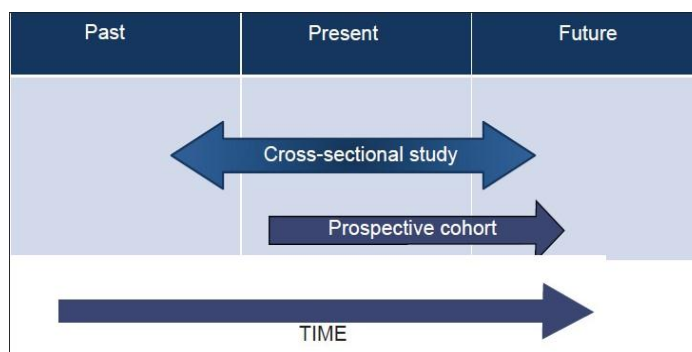 Past Present Future
Cross-sectional study
Prospective cohort
TIME